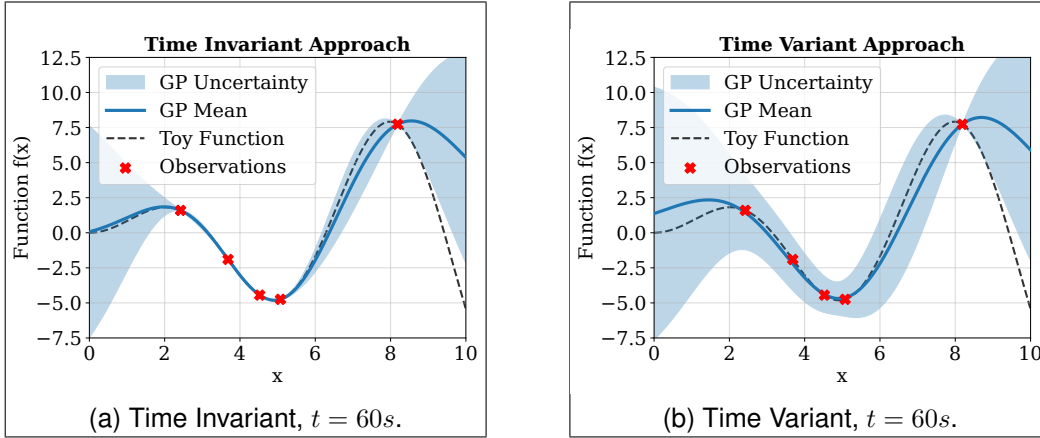 Time Invariant Approach
12.5
10.0
7.5
5.0
2.5
0.0
−2.5
−5.0
−7.5
Function f(x)
GP Uncertainty
GP Mean
Toy Function
Observations
0 2 4 6 8 10
x
(a) Time Invariant, t = 60s.
Time Variant Approach
12.5
10.0
7.5
5.0
2.5
0.0
−2.5
−5.0
−7.5
Function f(x)
GP Uncertainty
GP Mean
Toy Function
Observations
0 2 4 6 8 10
x
(b) Time Variant, t = 60s.